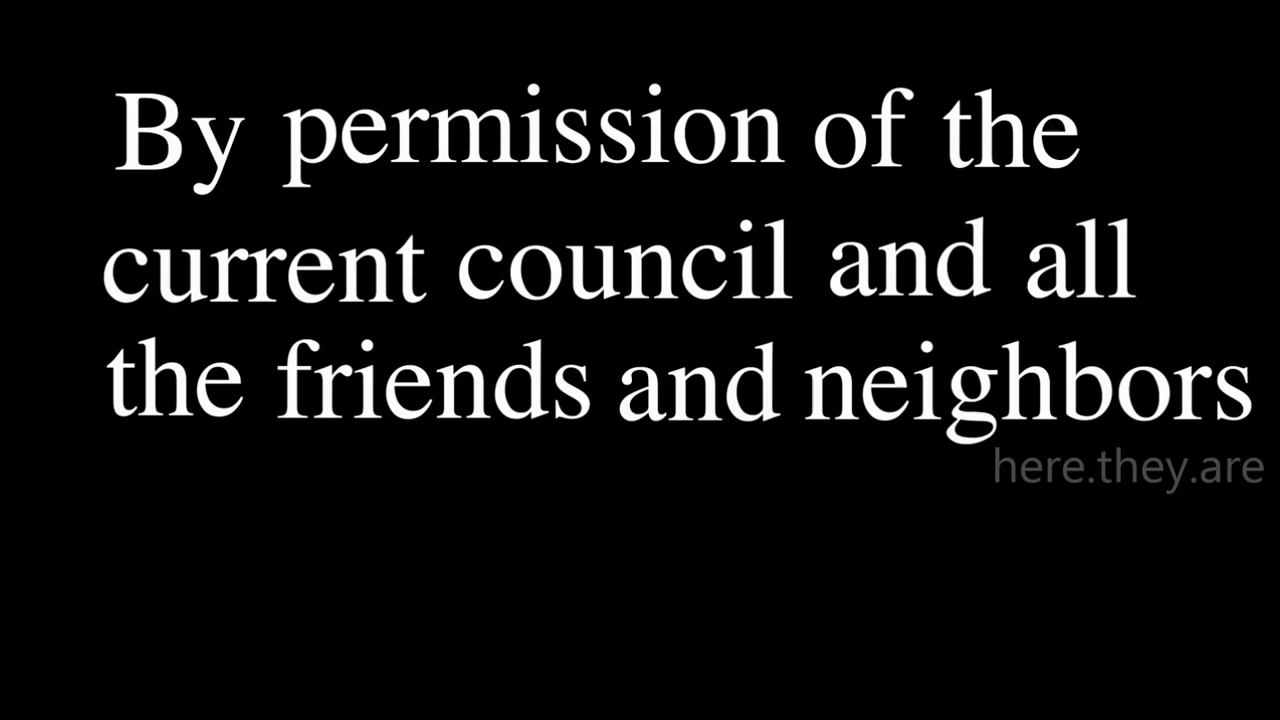 By permission of the
current council and all
the friends and neighbors
here.they.are